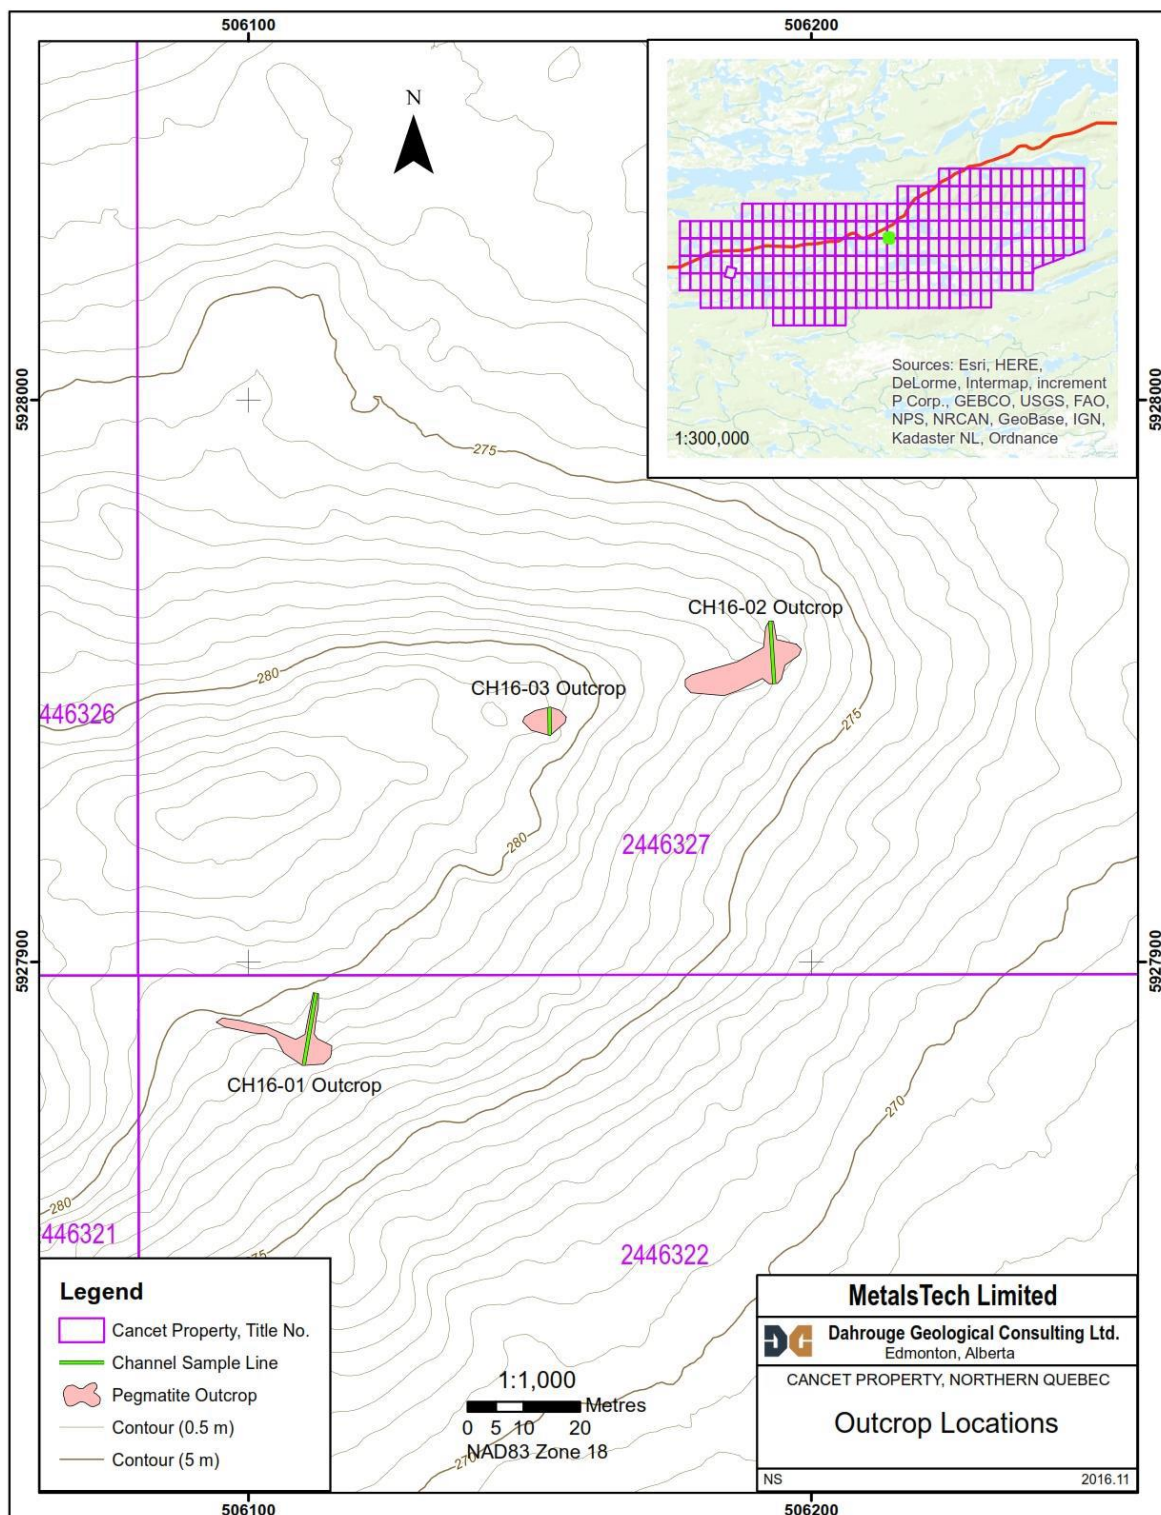 506100
506200
N
5928000
5928000
Sources: Esri, HERE,
DeLorme, Intermap, increment
P Corp., GEBCO, USGS, FAO,
NPS, NRCAN, GeoBase, IGN,
Kadaster NL, Ordnance
1:300,000
275
CH16-02 Outcrop
280
CH16-03 Outcrop
446326
275
280
2446327
5927900
5927900
CH16-01 Outcrop
270
280
446321
2446322
75
Legend
Cancet Property, Title No.
Channel Sample Line
Pegmatite Outcrop
Contour (0.5 m)
Contour (5 m)
1:1,000
Metres
0 5 10 20
NAD83 Zone 18
270
MetalsTech Limited
DG Dahrouge Geological Consulting Ltd.
Edmonton, Alberta
CANCET PROPERTY, NORTHERN QUEBEC
Outcrop Locations
NS 2016.11
506100
506200